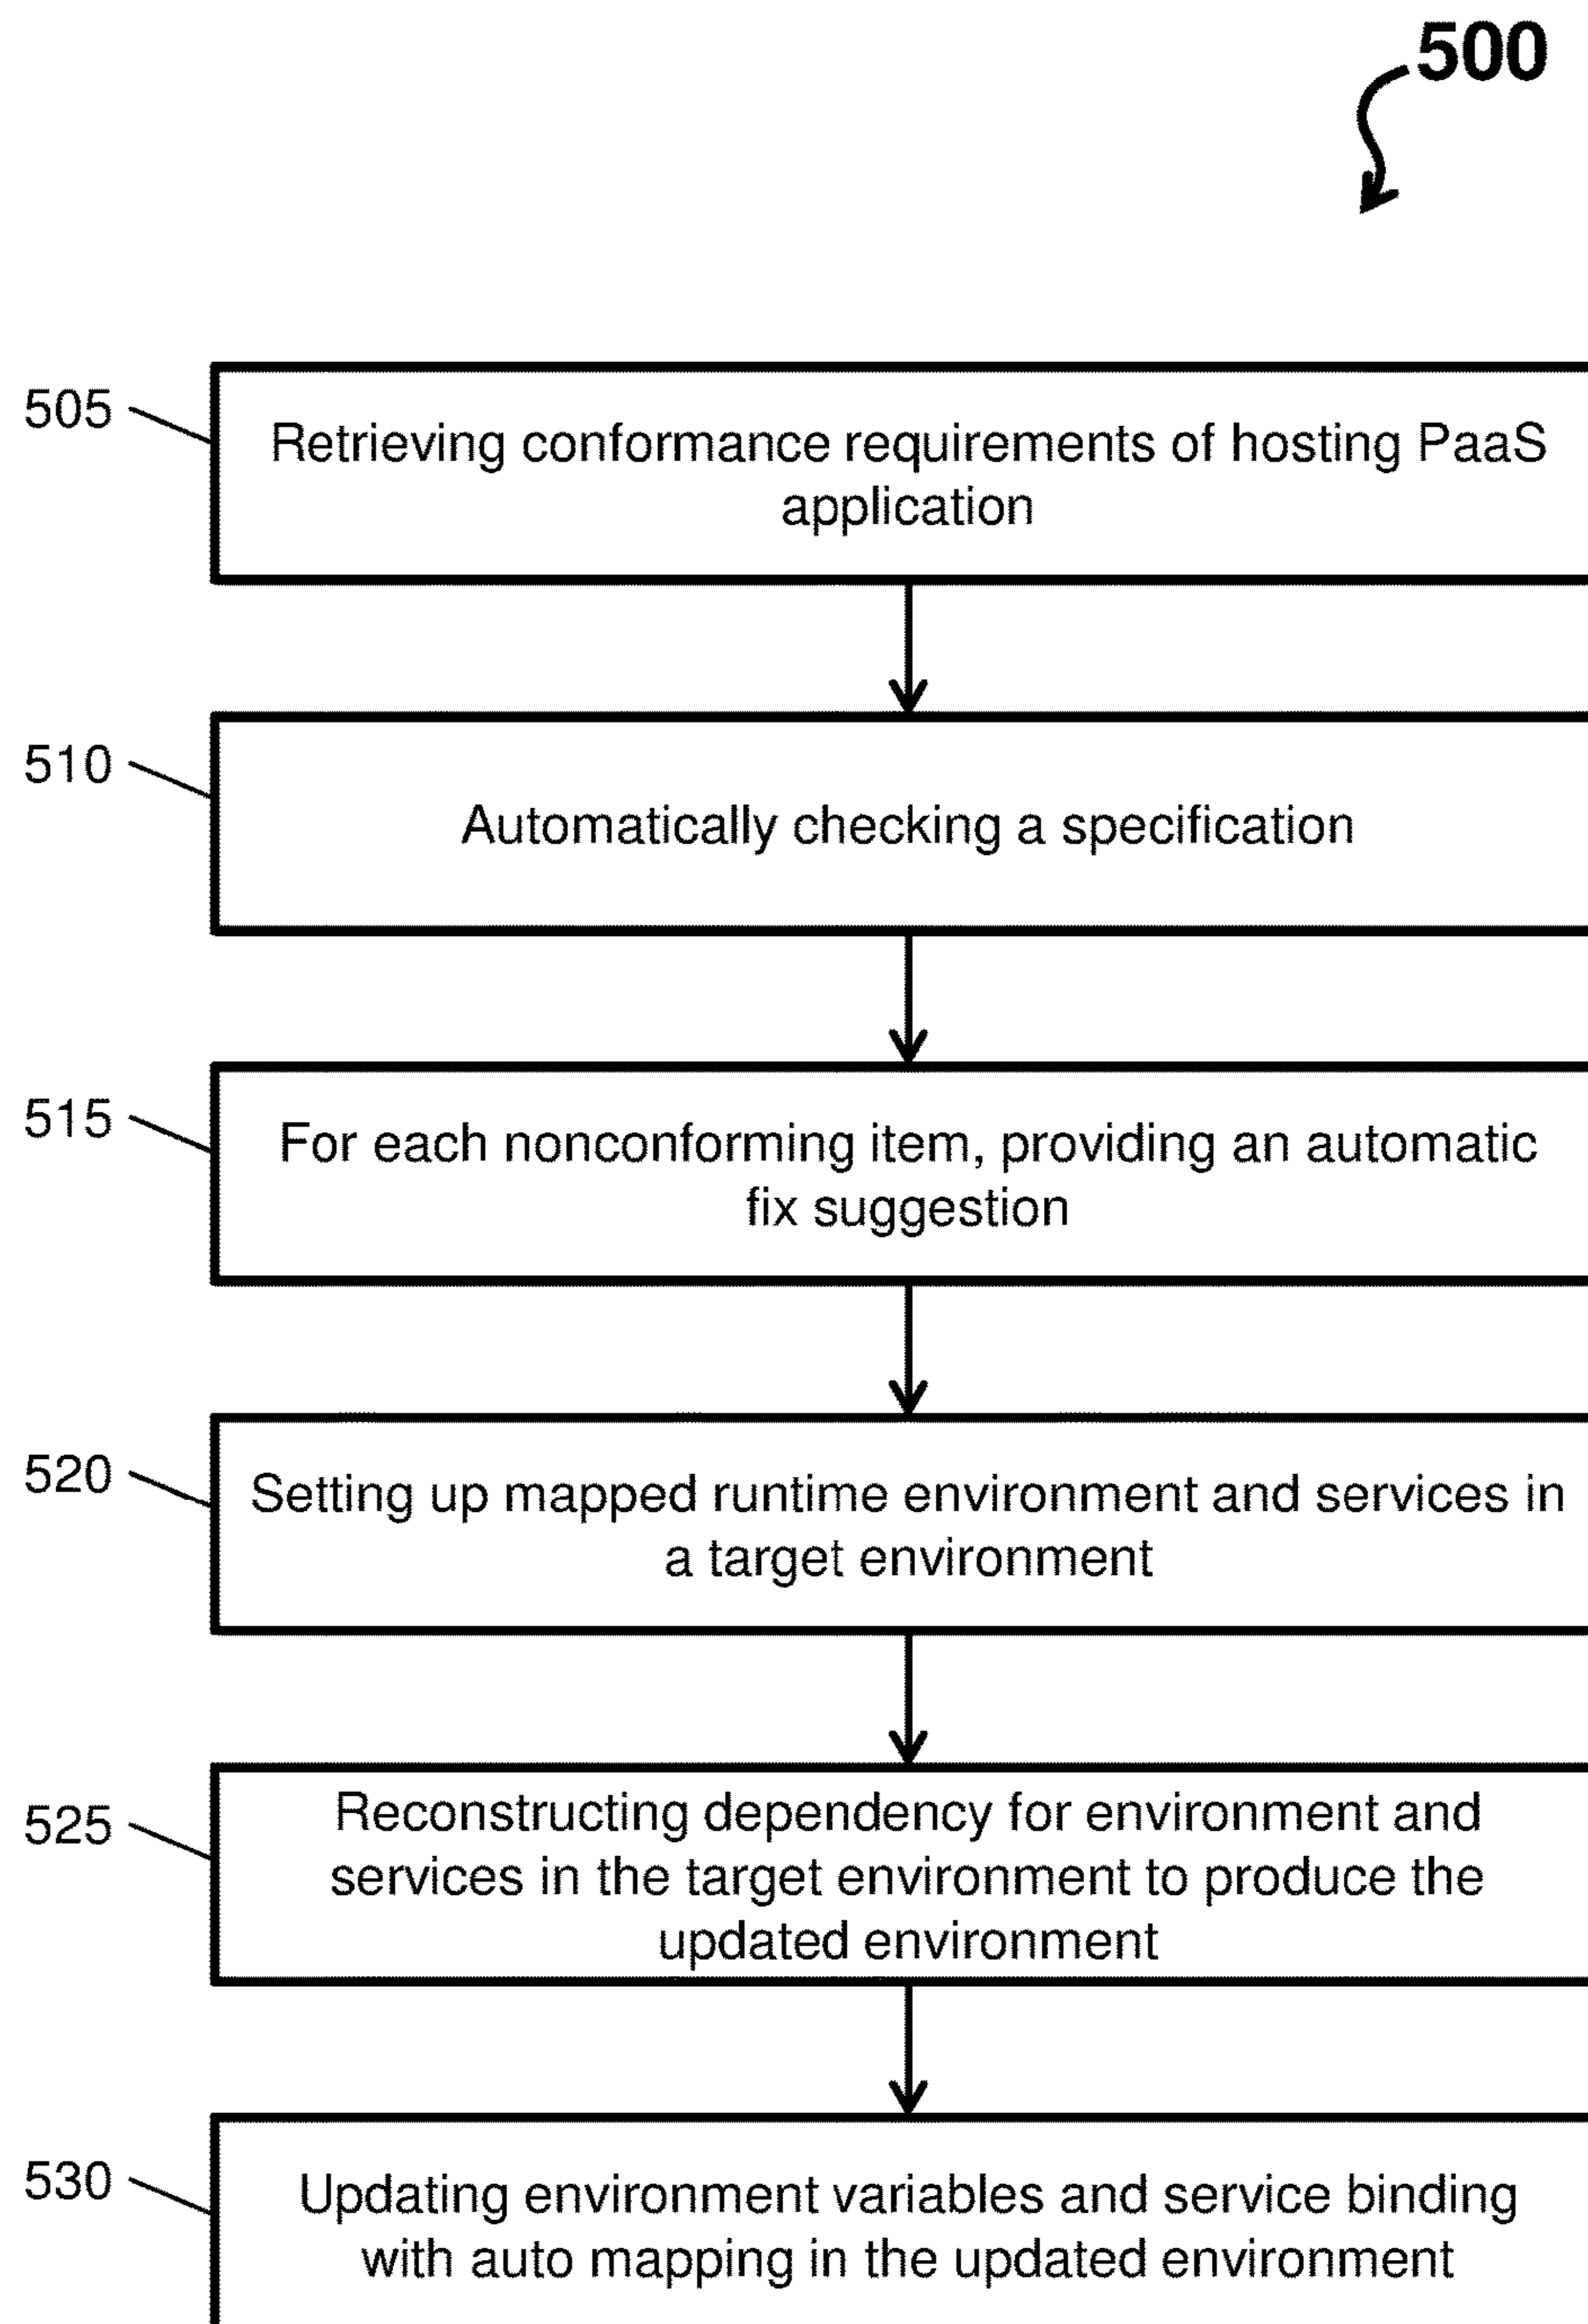 500
505
Retrieving conformance requirements of hosting PaaS
application
510
Automatically checking a specification
515
For each nonconforming item, providing an automatic
fix suggestion
520
Setting up mapped runtime environment and services in
a target environment
525
Reconstructing dependency for environment and
services in the target environment to produce the
updated environment
530
Updating environment variables and service binding
with auto mapping in the updated environment